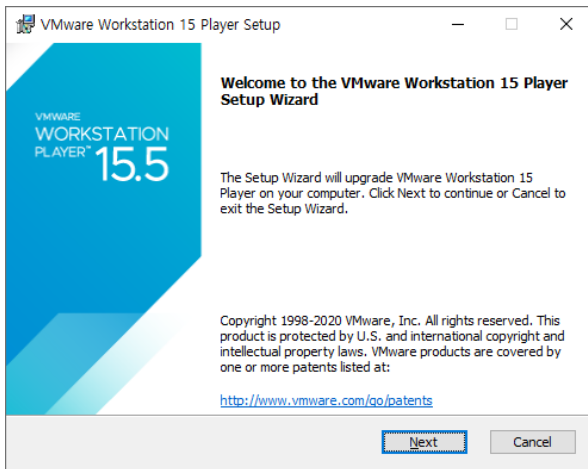 VMware Workstation 15 Player Setup
VMWARE
WORKSTATION
PLAYER™ 15.5
Welcome to the VMware Workstation 15 Player
Setup Wizard
The Setup Wizard will upgrade VMware Workstation 15
Player on your computer. Click Next to continue or Cancel to
exit the Setup Wizard.
Copyright 1998-2020 VMware, Inc. All rights reserved. This
product is protected by U.S. and international copyright and
intellectual property laws. VMware products are covered by
one or more patents listed at:
http://www.vmware.com/go/patents
Next
Cancel